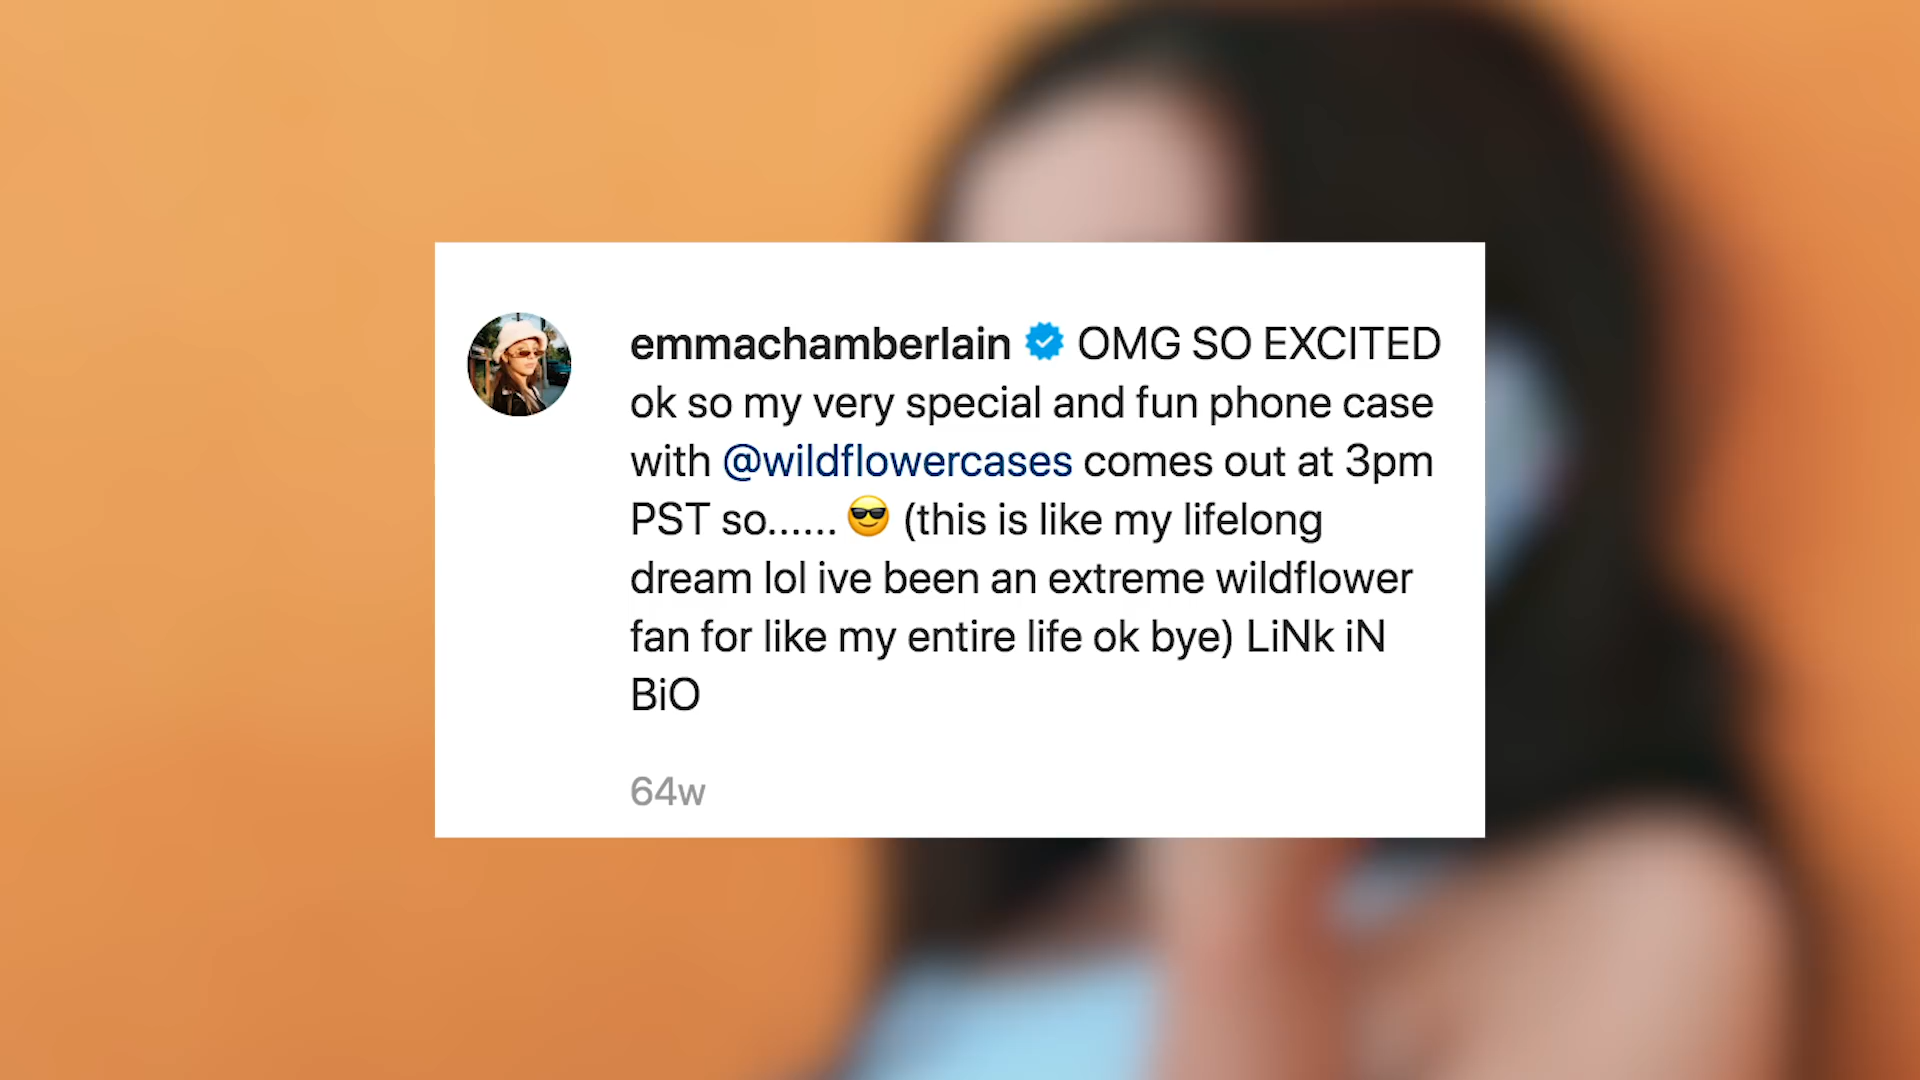 emmachamberlain OMG SO EXCITED
ok so my very special and fun phone case
with @wildflowercases comes out at 3pm
PST so...... 😎 (this is like my lifelong
dream lol ive been an extreme wildflower
fan for like my entire life ok bye) LiNk iN
BiO
64w